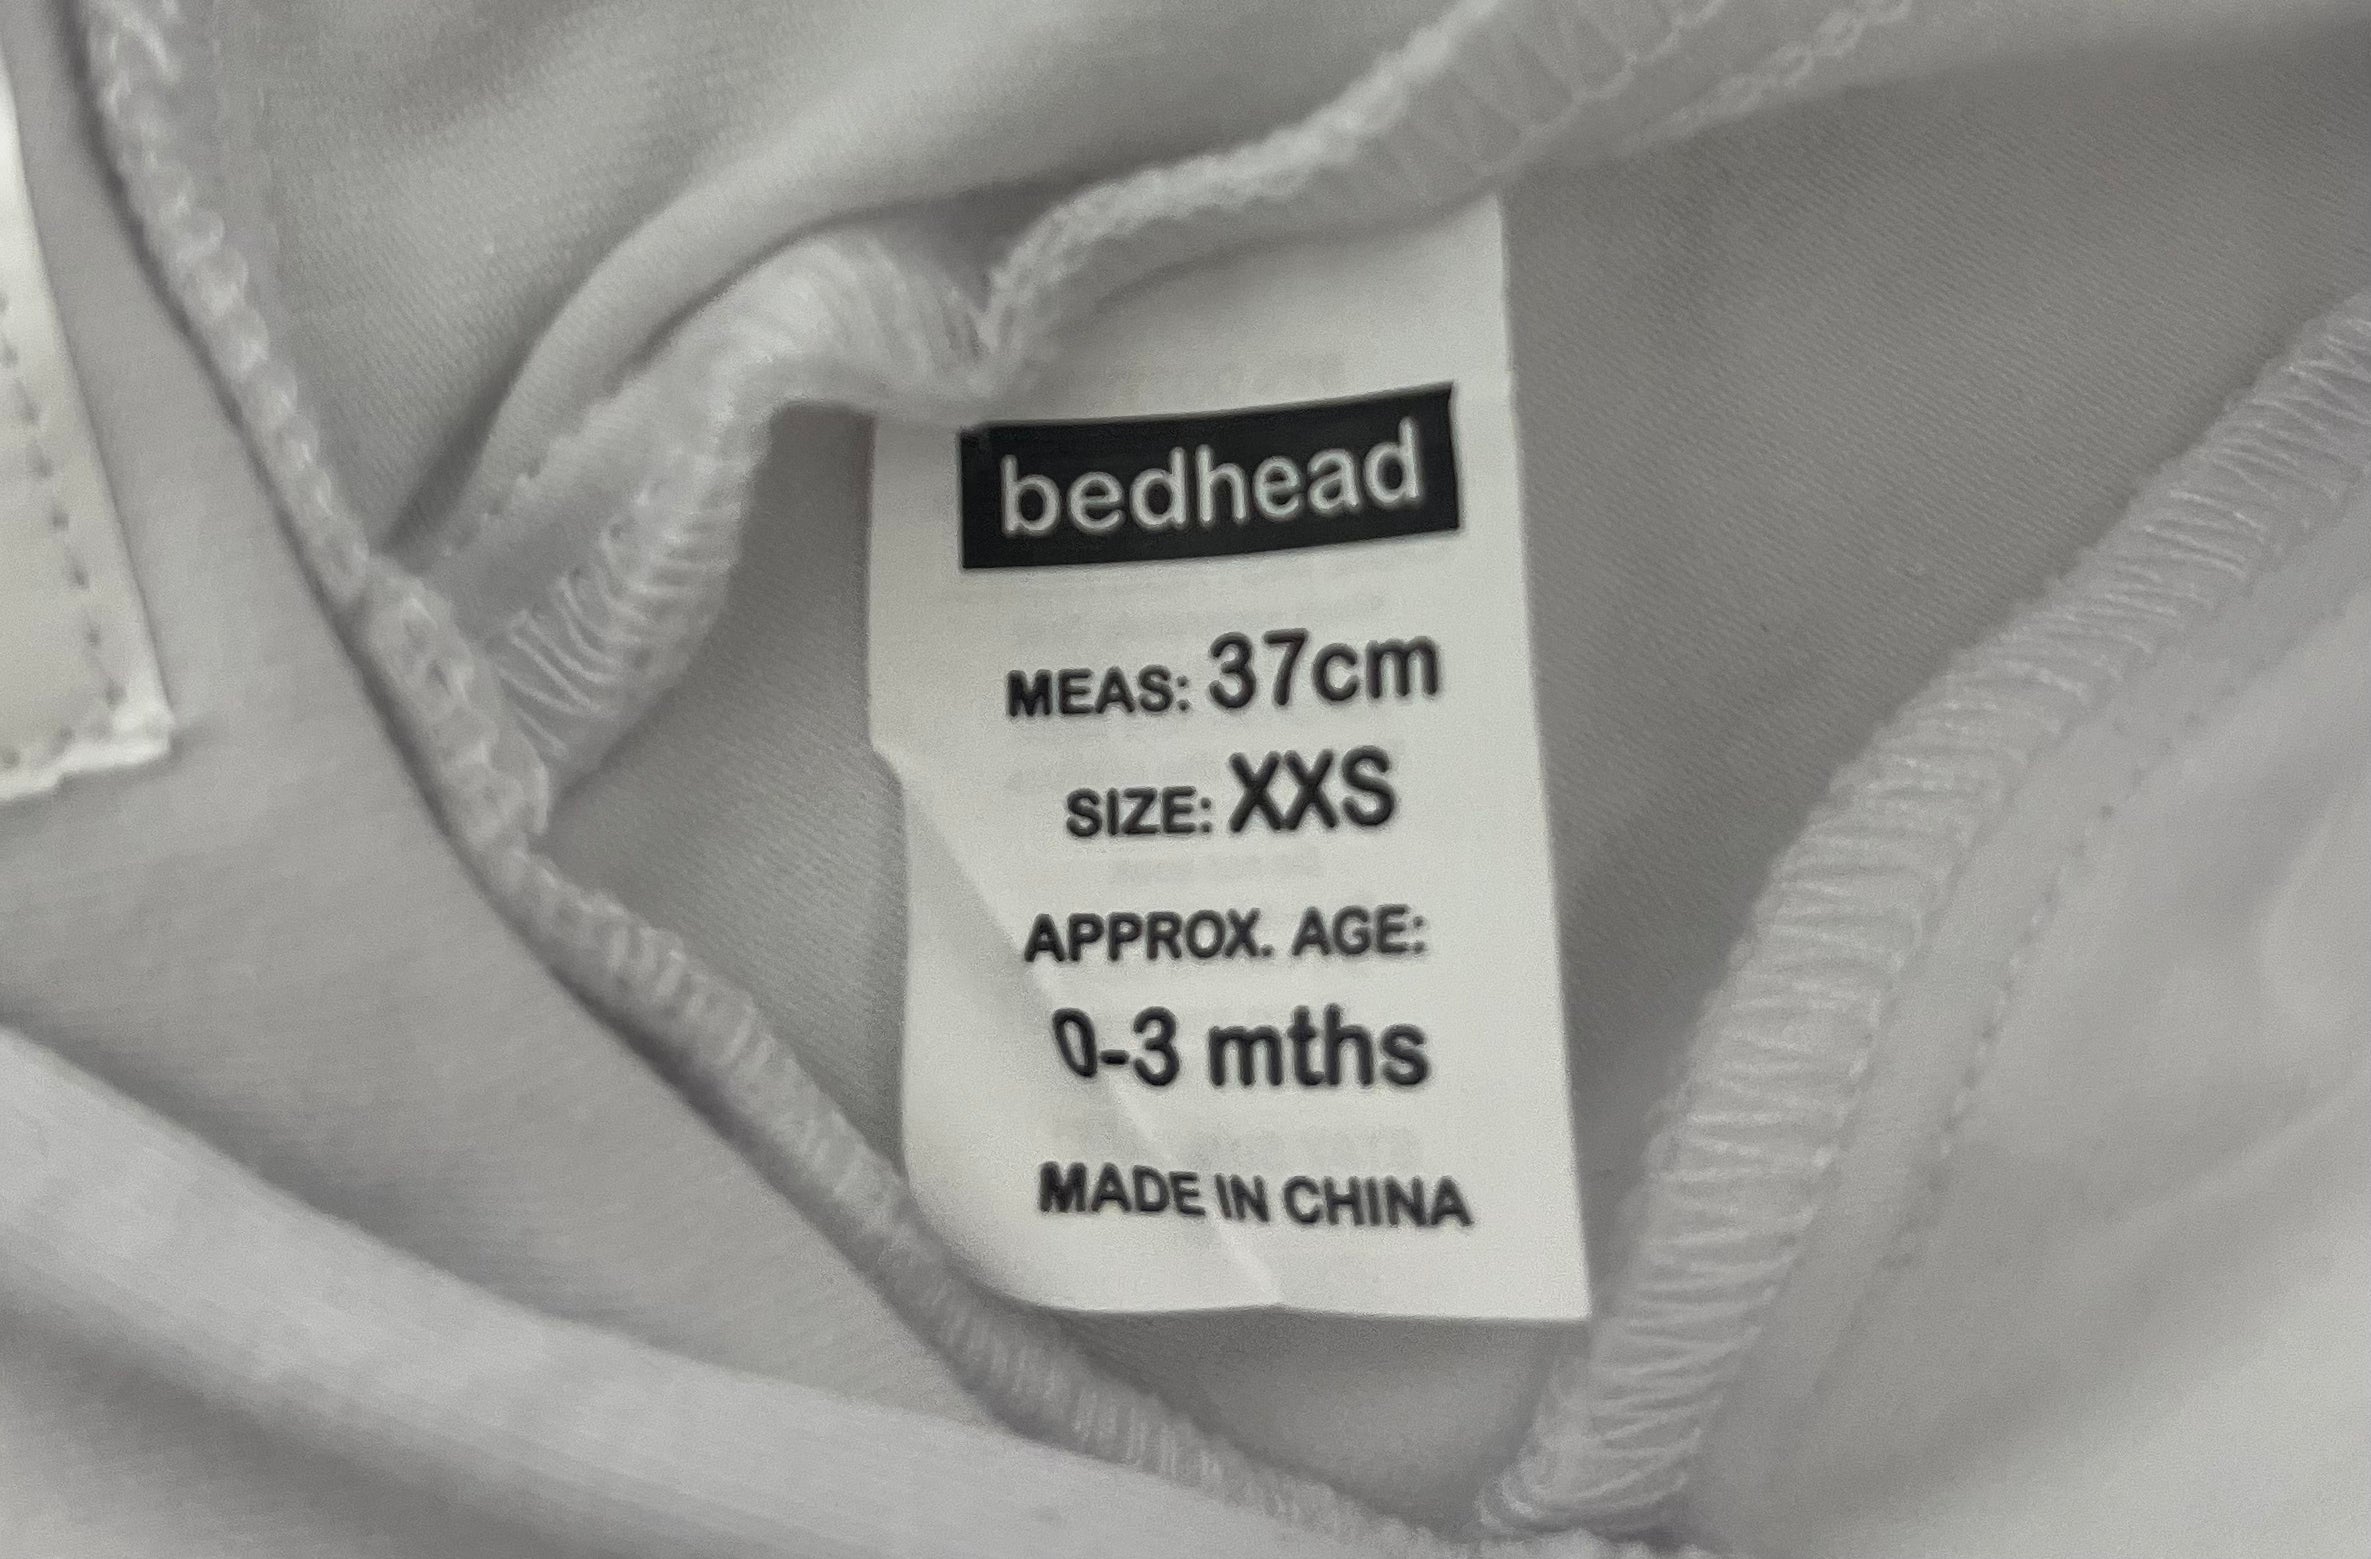 bedhead
MEAS: 37cm
SIZE: XXS
APPROX. AGE:
0-3 mths
MADE IN CHINA